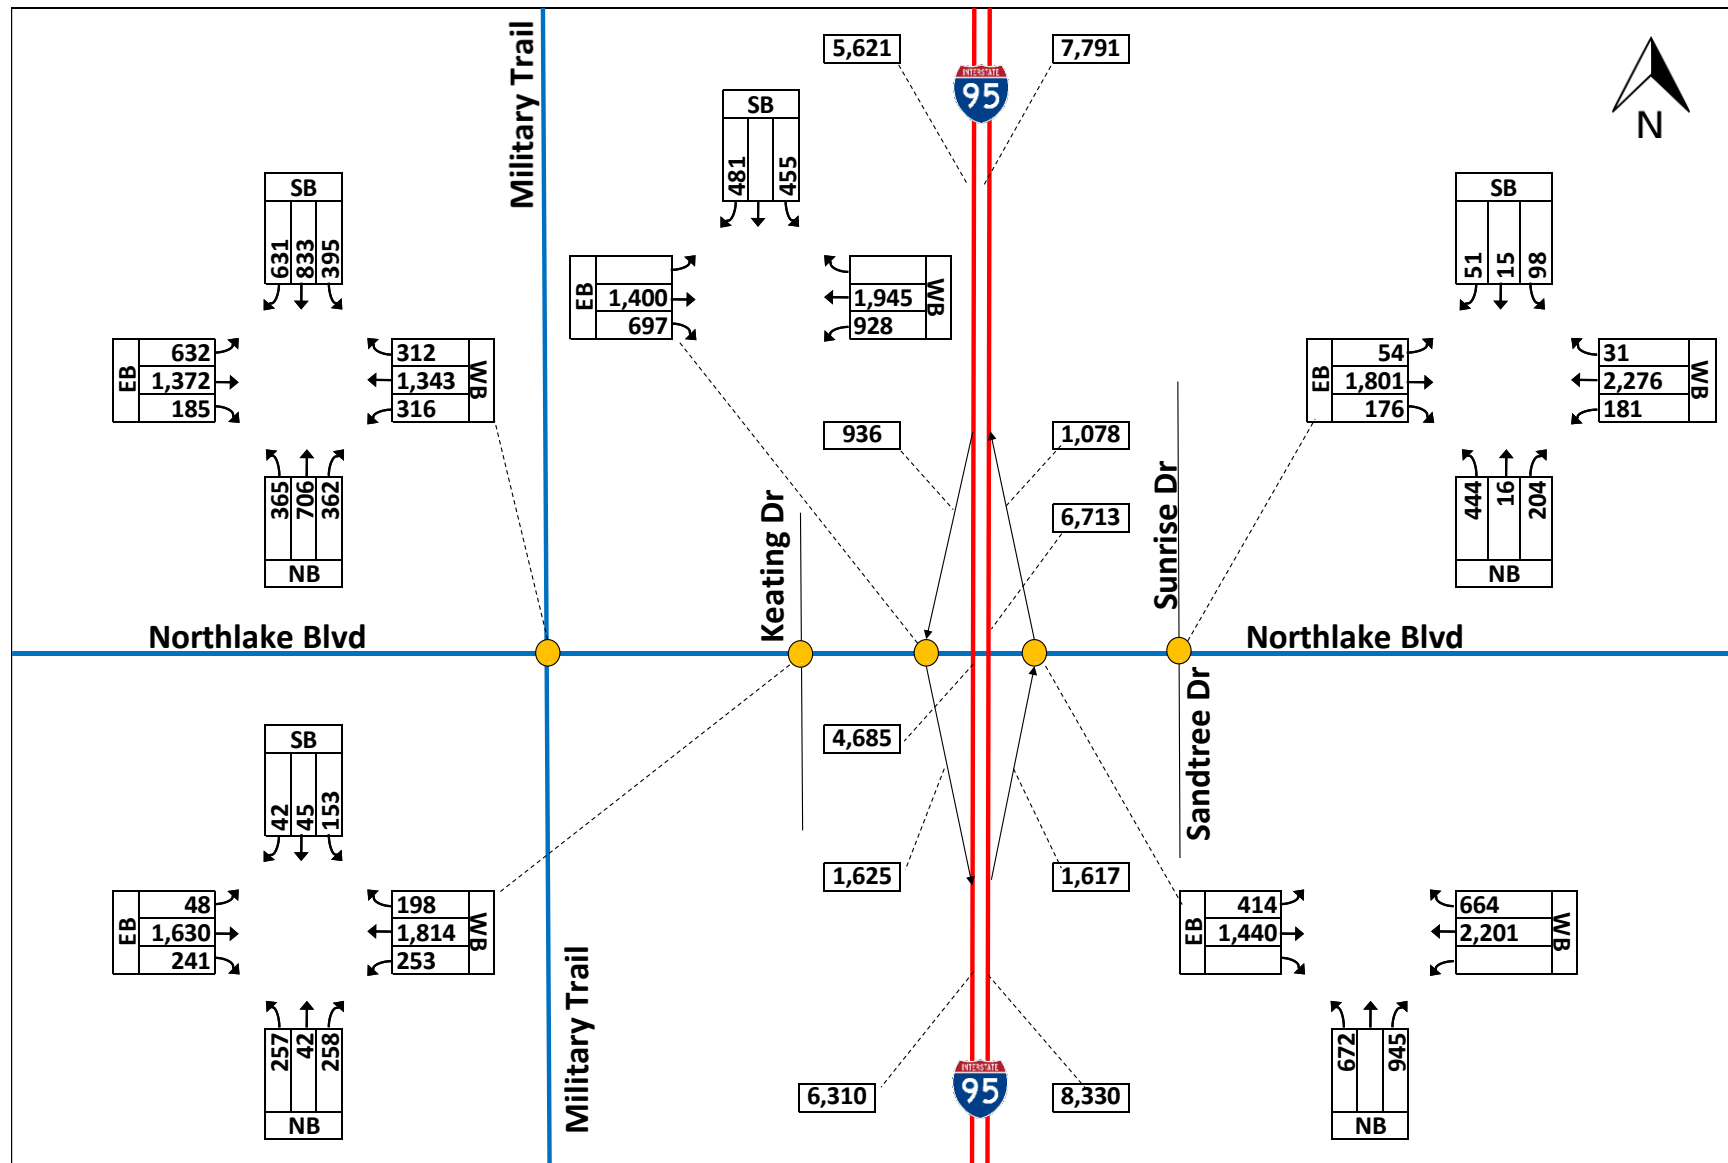 Military Trail
5,621
7,791
INTERSTATE
95
N
SB
481
455
EB
1,400
697
WB
1,945
928
SB
631
833
395
EB
632
1,372
185
WB
312
1,343
316
NB
365
706
362
SB
51
15
98
EB
54
1,801
176
WB
31
2,276
181
NB
444
16
204
936
1,078
6,713
Keating Dr
Sunrise Dr
Northlake Blvd
Northlake Blvd
Sandtree Dr
4,685
1,625
1,617
SB
42
45
153
EB
48
1,630
241
WB
198
1,814
253
NB
257
42
258
EB
414
1,440
WB
664
2,201
NB
672
945
Military Trail
6,310
INTERSTATE
95
8,330